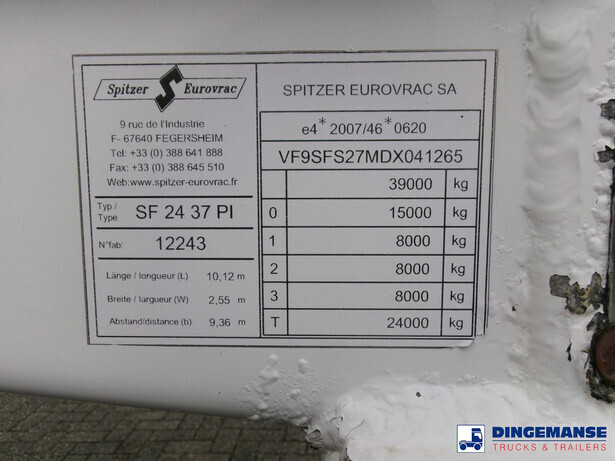 Spitzer S Eurovrac
9 rue de l'Industrie
F- 67640 FEGERSHEIM
Tel: +33 (0) 388 641 888
Fax: +33 (0) 388 645 510
Web:www.spitzer-eurovrac.fr
Typ / Type SF 24 37 PI
N°fab: 12243
Länge / longueur (L) 10,12 m
Breite / largueur (W) 2,55 m
Abstand/distance (b) 9,36 m
SPITZER EUROVRAC SA
e4* 2007/46* 0620
VF9SFS27MDX041265
39000 kg
0 15000 kg
1 8000 kg
2 8000 kg
3 8000 kg
T 24000 kg
DINGEMANSE
TRUCKS & TRAILERS